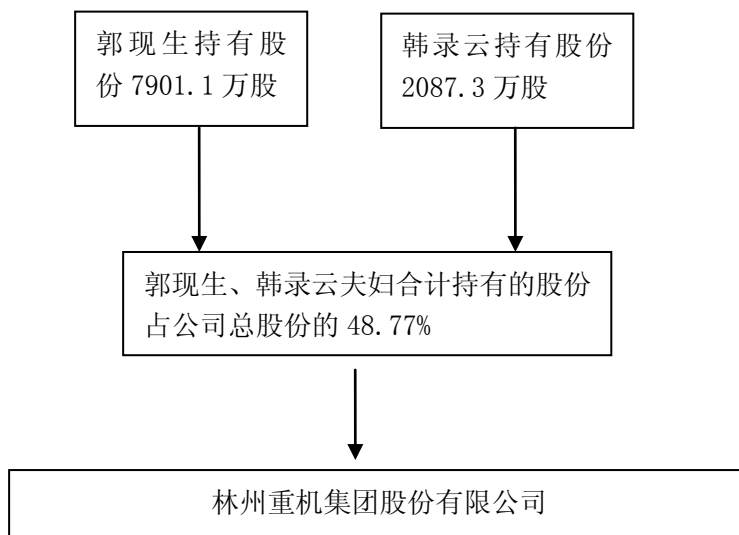 郭现生持有股
份 7901.1 万股
韩录云持有股份
2087.3 万股
郭现生、韩录云夫妇合计持有的股份
占公司总股份的 48.77%
林州重机集团股份有限公司